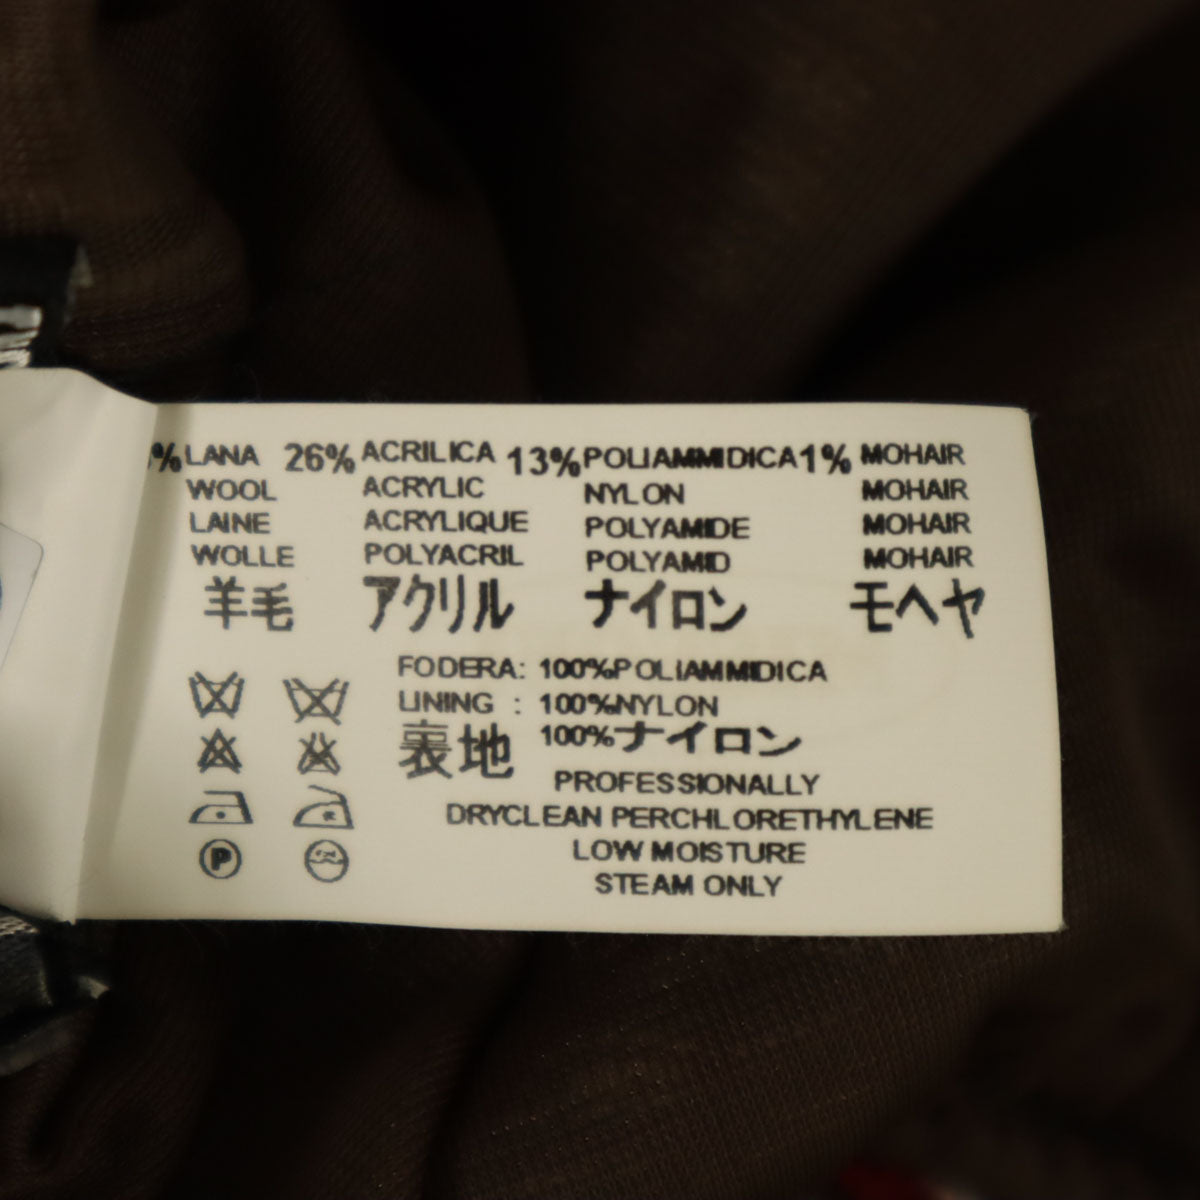 % LANA 26% ACRILICA 13% POLIAMMIDICA 1% MOHAIR
WOOL ACRYLIC NYLON MOHAIR
LAINE ACRYLIQUE POLYAMIDE MOHAIR
WOLLE POLYACRIL POLYAMID MOHAIR
羊毛 アクリル ナイロン モヘヤ
FODERA: 100%POLIAMMIDICA
LINING : 100%NYLON
裏地 100%ナイロン
PROFESSIONALLY
DRYCLEAN PERCHLORETHYLENE
LOW MOISTURE
STEAM ONLY
P